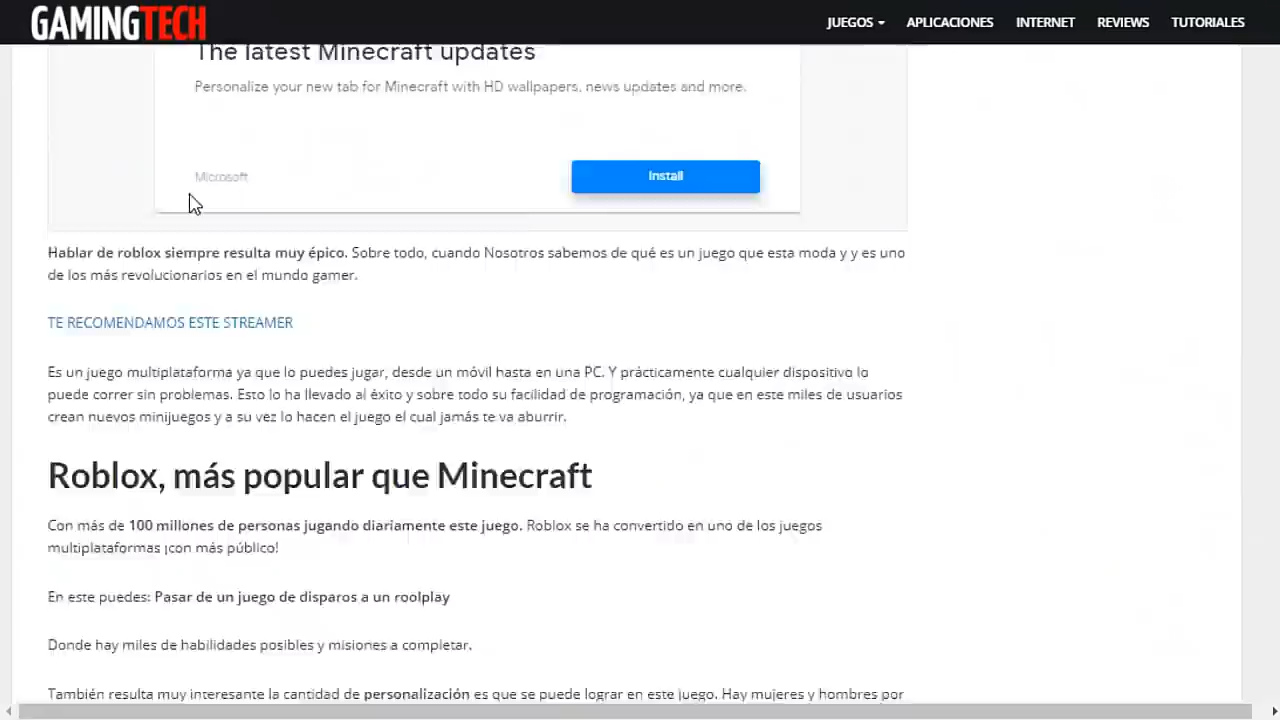 GAMINGTECH
JUEGOS
APLICACIONES
INTERNET
REVIEWS
TUTORIALES
The latest Minecraft updates
Personalize your new tab for Minecraft with HD wallpapers, news updates and more.
Microsoft
Install
Hablar de roblox siempre resulta muy épico. Sobre todo, cuando Nosotros sabemos de qué es un juego que esta moda y y es uno
de los más revolucionarios en el mundo gamer.
TE RECOMENDAMOS ESTE STREAMER
Es un juego multiplataforma ya que lo puedes jugar, desde un móvil hasta en una PC. Y prácticamente cualquier dispositivo lo
puede correr sin problemas. Esto lo ha llevado al éxito y sobre todo su facilidad de programación, ya que en este miles de usuarios
crean nuevos minijuegos y a su vez lo hacen el juego el cual jamás te va aburrir.
Roblox, más popular que Minecraft
Con más de 100 millones de personas jugando diariamente este juego. Roblox se ha convertido en uno de los juegos
multiplataformas ¡con más público!
En este puedes: Pasar de un juego de disparos a un roolplay
Donde hay miles de habilidades posibles y misiones a completar.
También resulta muy interesante la cantidad de personalización es que se puede lograr en este juego. Hay mujeres y hombres por